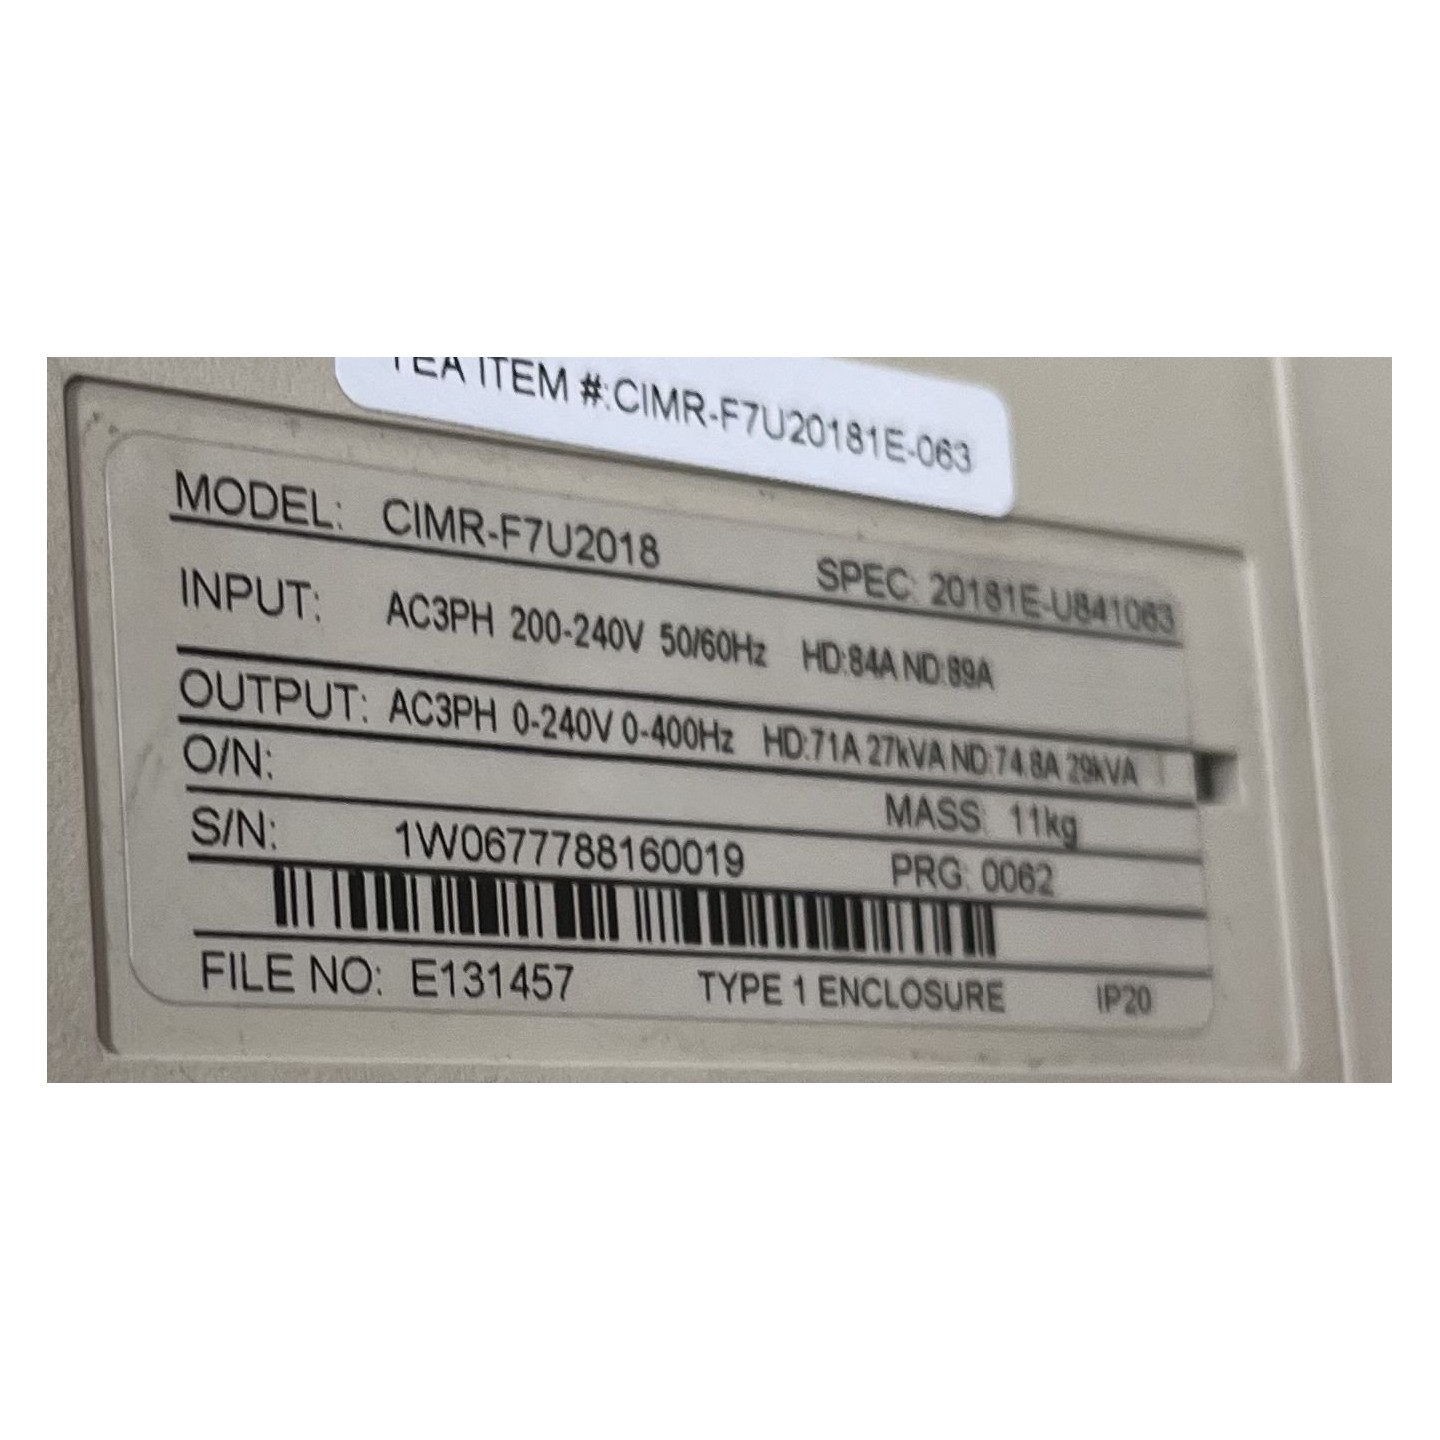 YEA ITEM #:CIMR-F7U20181E-063
MODEL: CIMR-F7U2018 SPEC: 20181E-U841063
INPUT: AC3PH 200-240V 50/60Hz HD:84A ND:89A
OUTPUT: AC3PH 0-240V 0-400Hz HD:71A 27kVA ND:74.8A 29kVA
O/N: MASS: 11kg
S/N: 1W0677788160019 PRG: 0062
FILE NO: E131457 TYPE 1 ENCLOSURE IP20